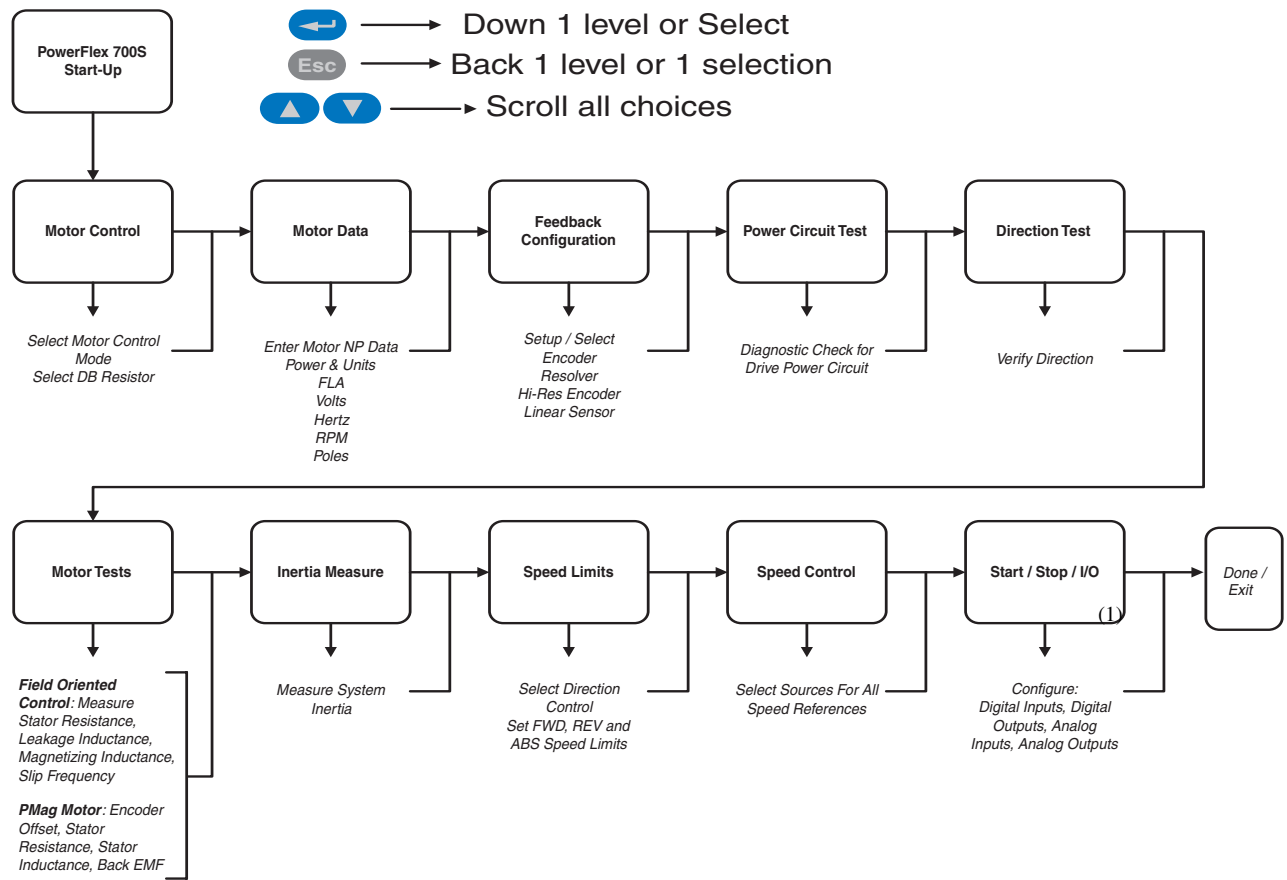 PowerFlex 700S
Start-Up
Down 1 level or Select
Esc
Back 1 level or 1 selection
Scroll all choices
Motor Control
Motor Data
Feedback
Configuration
Power Circuit Test
Direction Test
Select Motor Control
Mode
Select DB Resistor
Enter Motor NP Data
Power & Units
FLA
Volts
Hertz
RPM
Poles
Setup / Select
Encoder
Resolver
Hi-Res Encoder
Linear Sensor
Diagnostic Check for
Drive Power Circuit
Verify Direction
Motor Tests
Inertia Measure
Speed Limits
Speed Control
Start / Stop / I/O
(1)
Done /
Exit
Field Oriented
Control: Measure
Stator Resistance,
Leakage Inductance,
Magnetizing Inductance,
Slip Frequency
PMag Motor: Encoder
Offset, Stator
Resistance, Stator
Inductance, Back EMF
Measure System
Inertia
Select Direction
Control
Set FWD, REV and
ABS Speed Limits
Select Sources For All
Speed References
Configure:
Digital Inputs, Digital
Outputs, Analog
Inputs, Analog Outputs